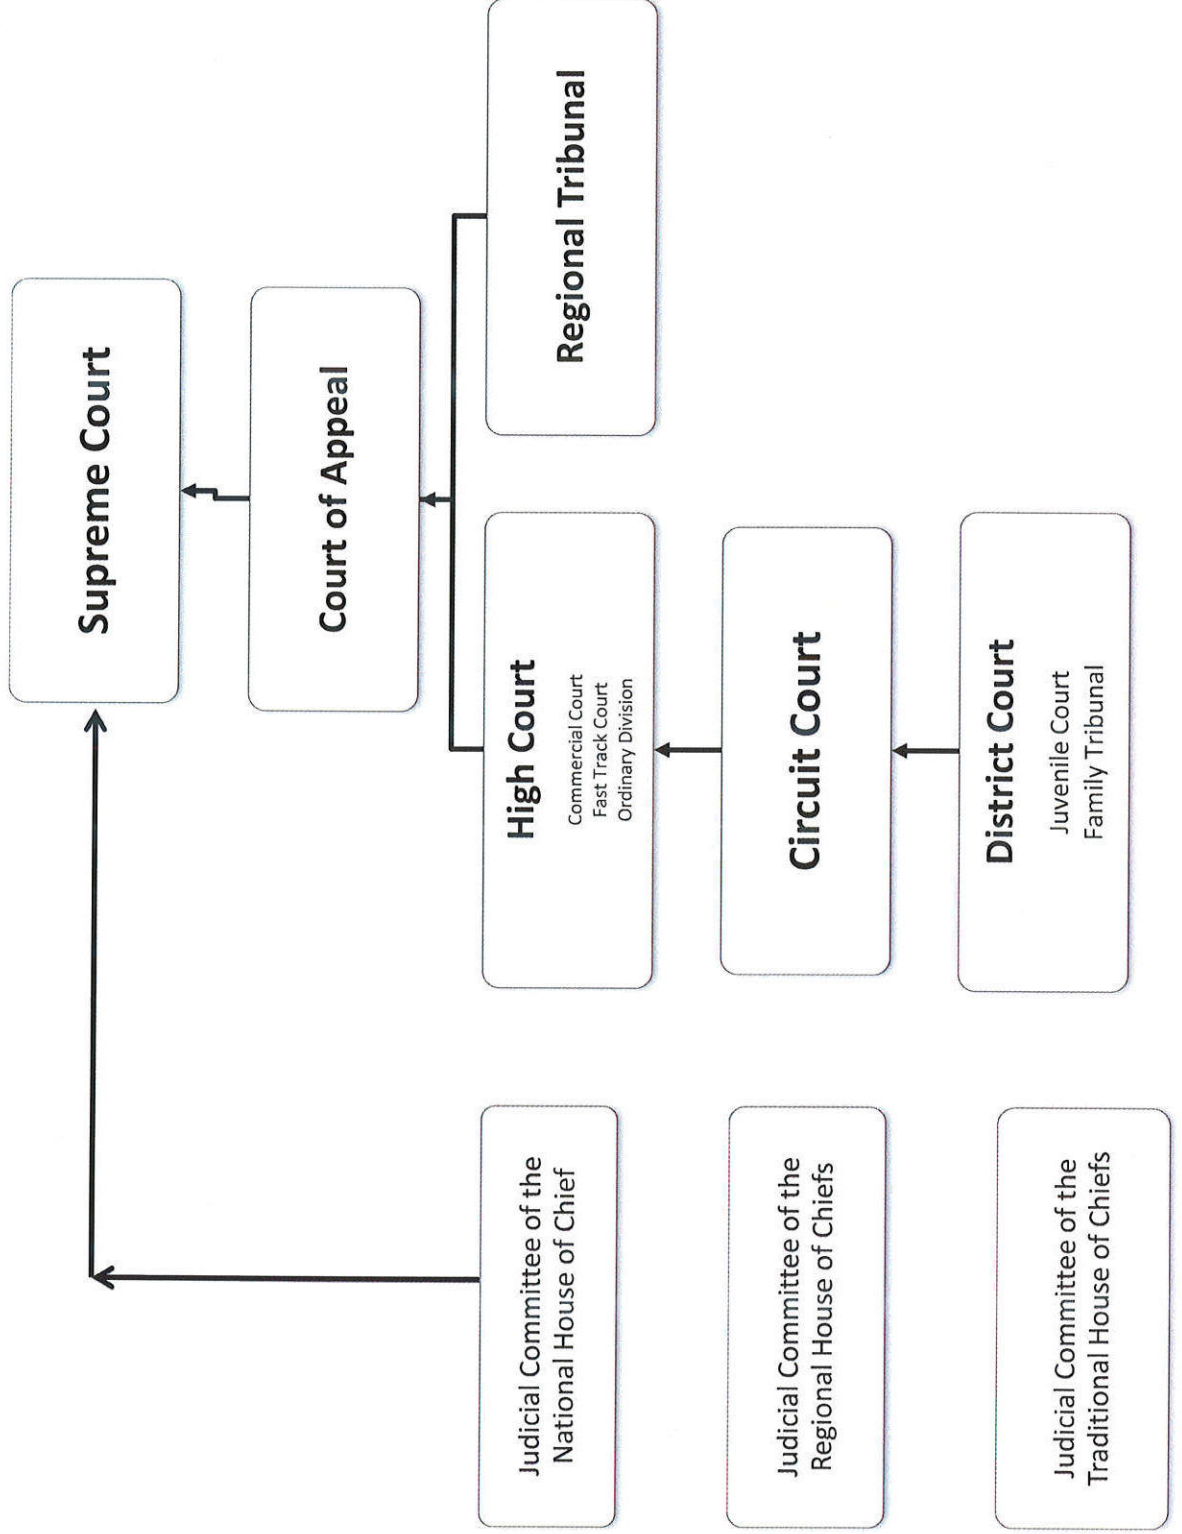 Supreme Court
Court of Appeal
High Court
Commercial Court
Fast Track Court
Ordinary Division
Regional Tribunal
Circuit Court
District Court
Juvenile Court
Family Tribunal
Judicial Committee of the
National House of Chief
Judicial Committee of the
Regional House of Chiefs
Judicial Committee of the
Traditional House of Chiefs